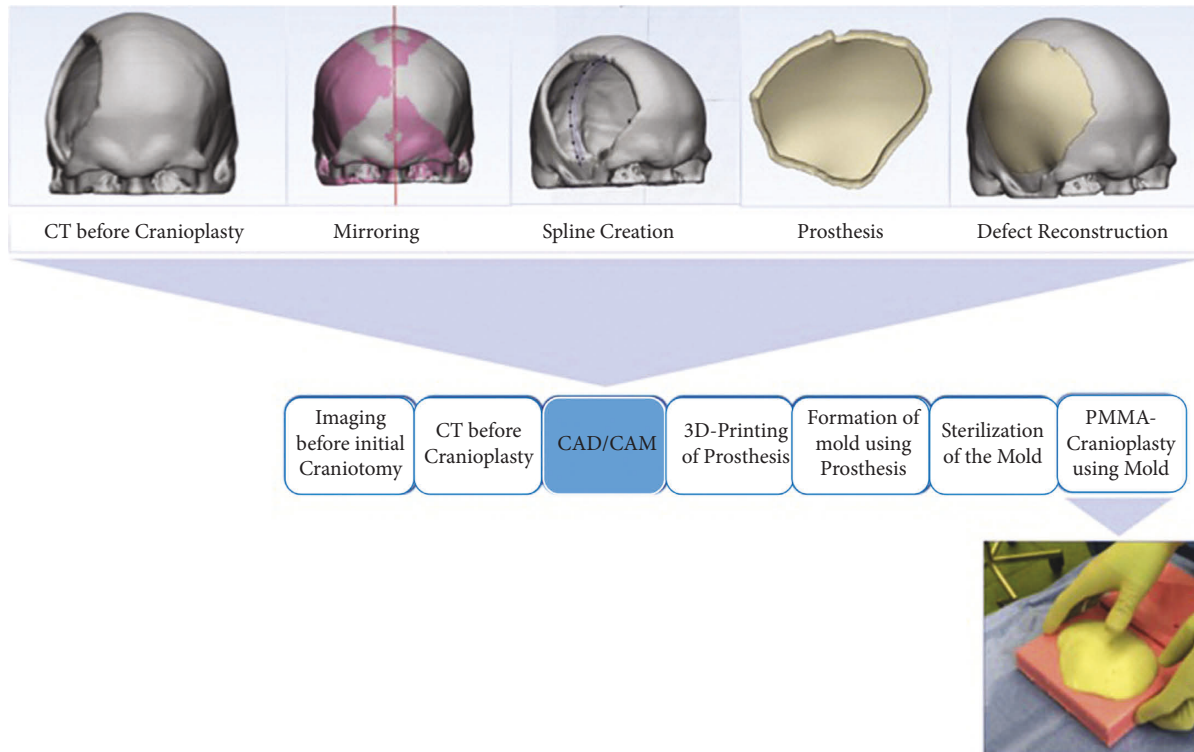 CT before Cranioplasty
Mirroring
Spline Creation
Prosthesis
Defect Reconstruction
Imaging
before initial
Craniotomy
CT before
Cranioplasty
CAD/CAM
3D-Printing
of Prosthesis
Formation of
mold using
Prosthesis
Sterilization
of the Mold
PMMA-
Cranioplasty
using Mold